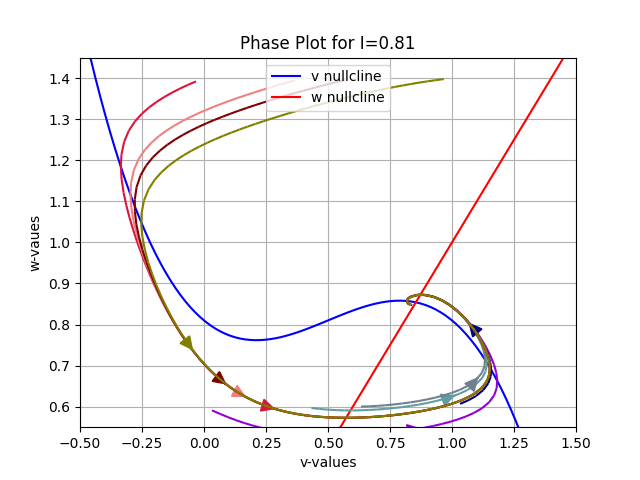 Phase Plot for I=0.81
v nullcline
w nullcline
w-vaues
1.4
1.3
1.2
1.1
1.0
0.9
0.8
0.7
0.6
−0.50 −0.25 0.00 0.25 0.50 0.75 1.00 1.25 1.50
v-values